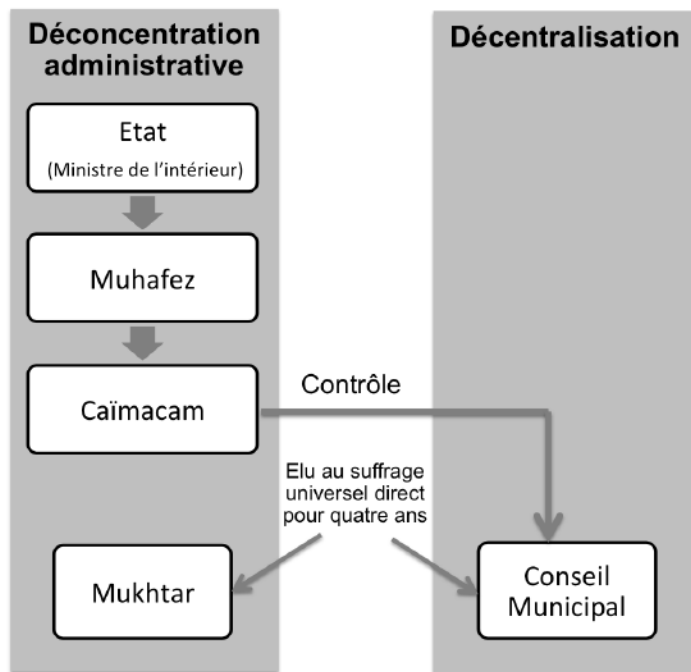 Déconcentration
administrative
Décentralisation
Etat
(Ministre de l'intérieur)
Muhafez
Caïmacam
Contrôle
Elu au suffrage
universel direct
pour quatre ans
Mukhtar
Conseil
Municipal